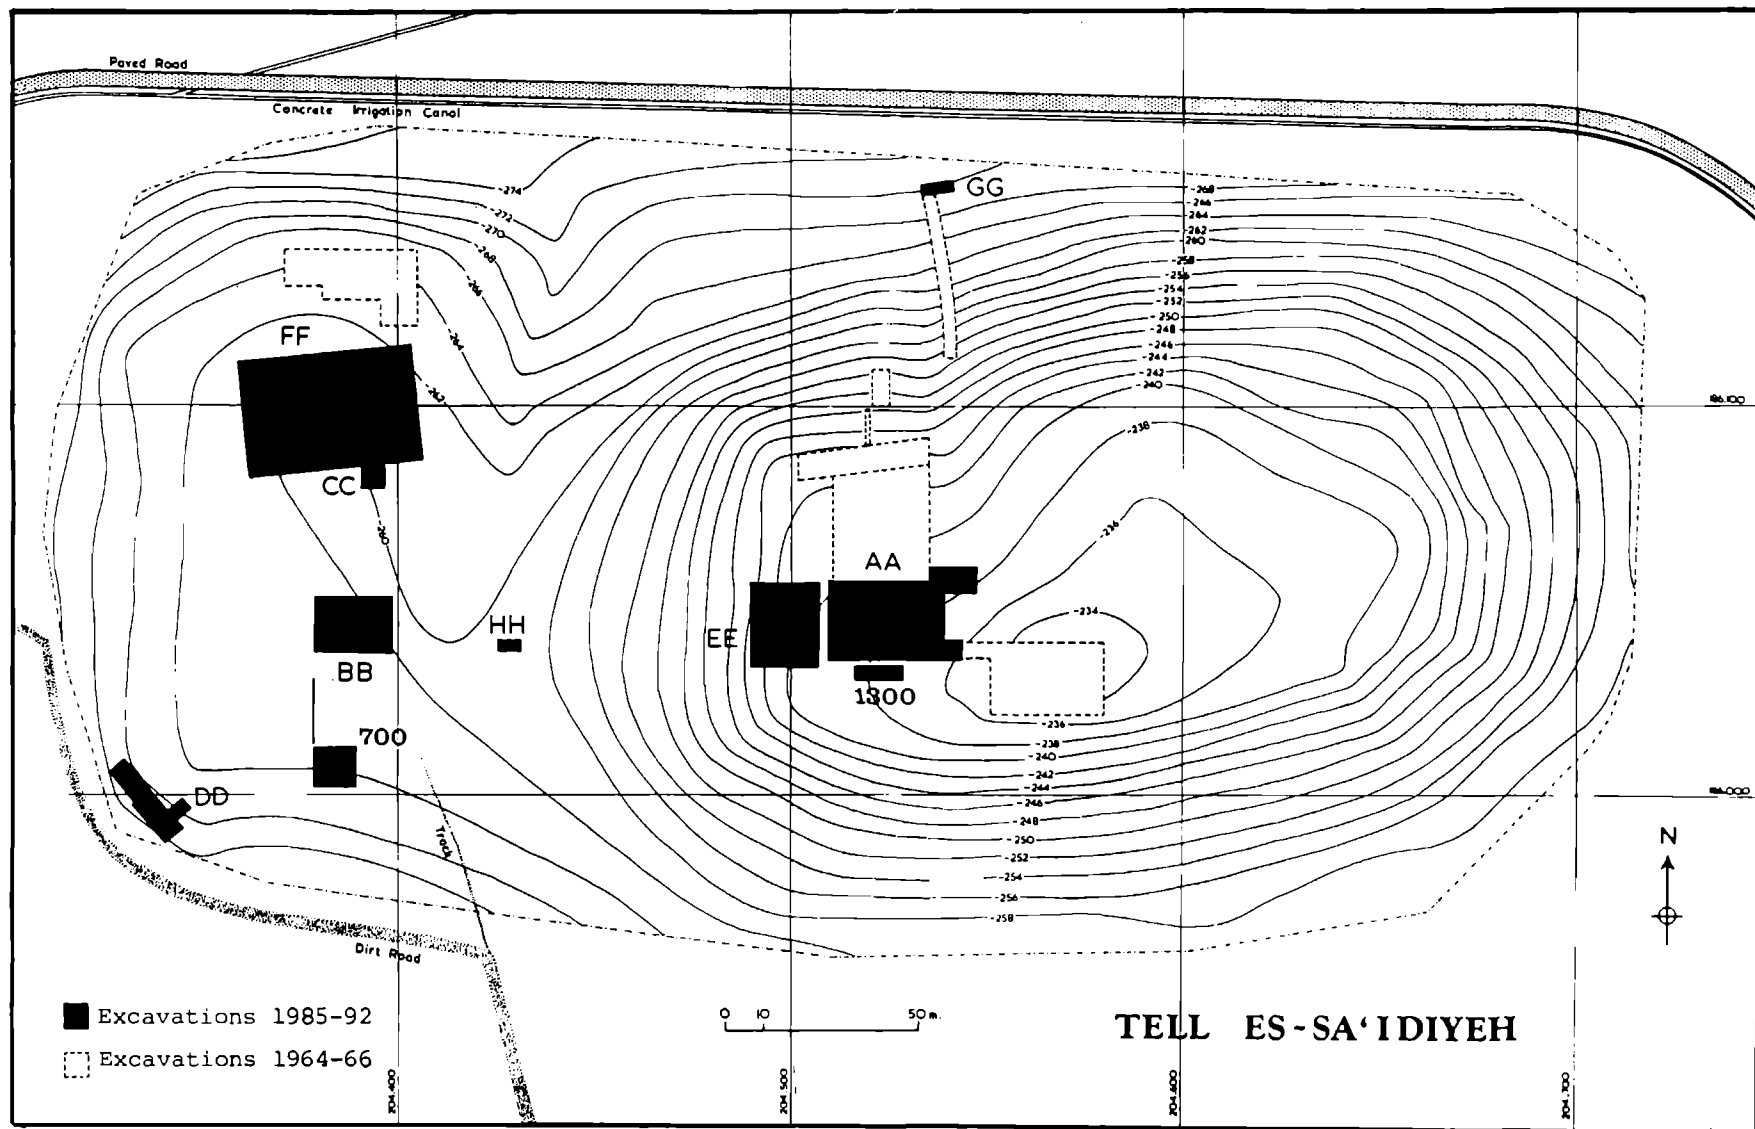 Paved Road
Concrete Irrigation Canal
-274
-272
-270
-268
-266
-264
-262
-260
GG
-268
-266
-264
-262
-260
-258
-256
-254
-252
-250
-248
-246
-244
-242
-240
-238
-236
-234
FF
186.100
CC
AA
HH
EE
BB
1300
700
-236
-238
-240
-242
-244
-246
-248
-250
-252
-254
-256
-258
DD
186.000
Track
N
Dirt Road
Excavations 1985-92
Excavations 1964-66
0 10 50 m.
TELL ES-SA‘IDIYEH
204.400
204.500
204.600
204.700